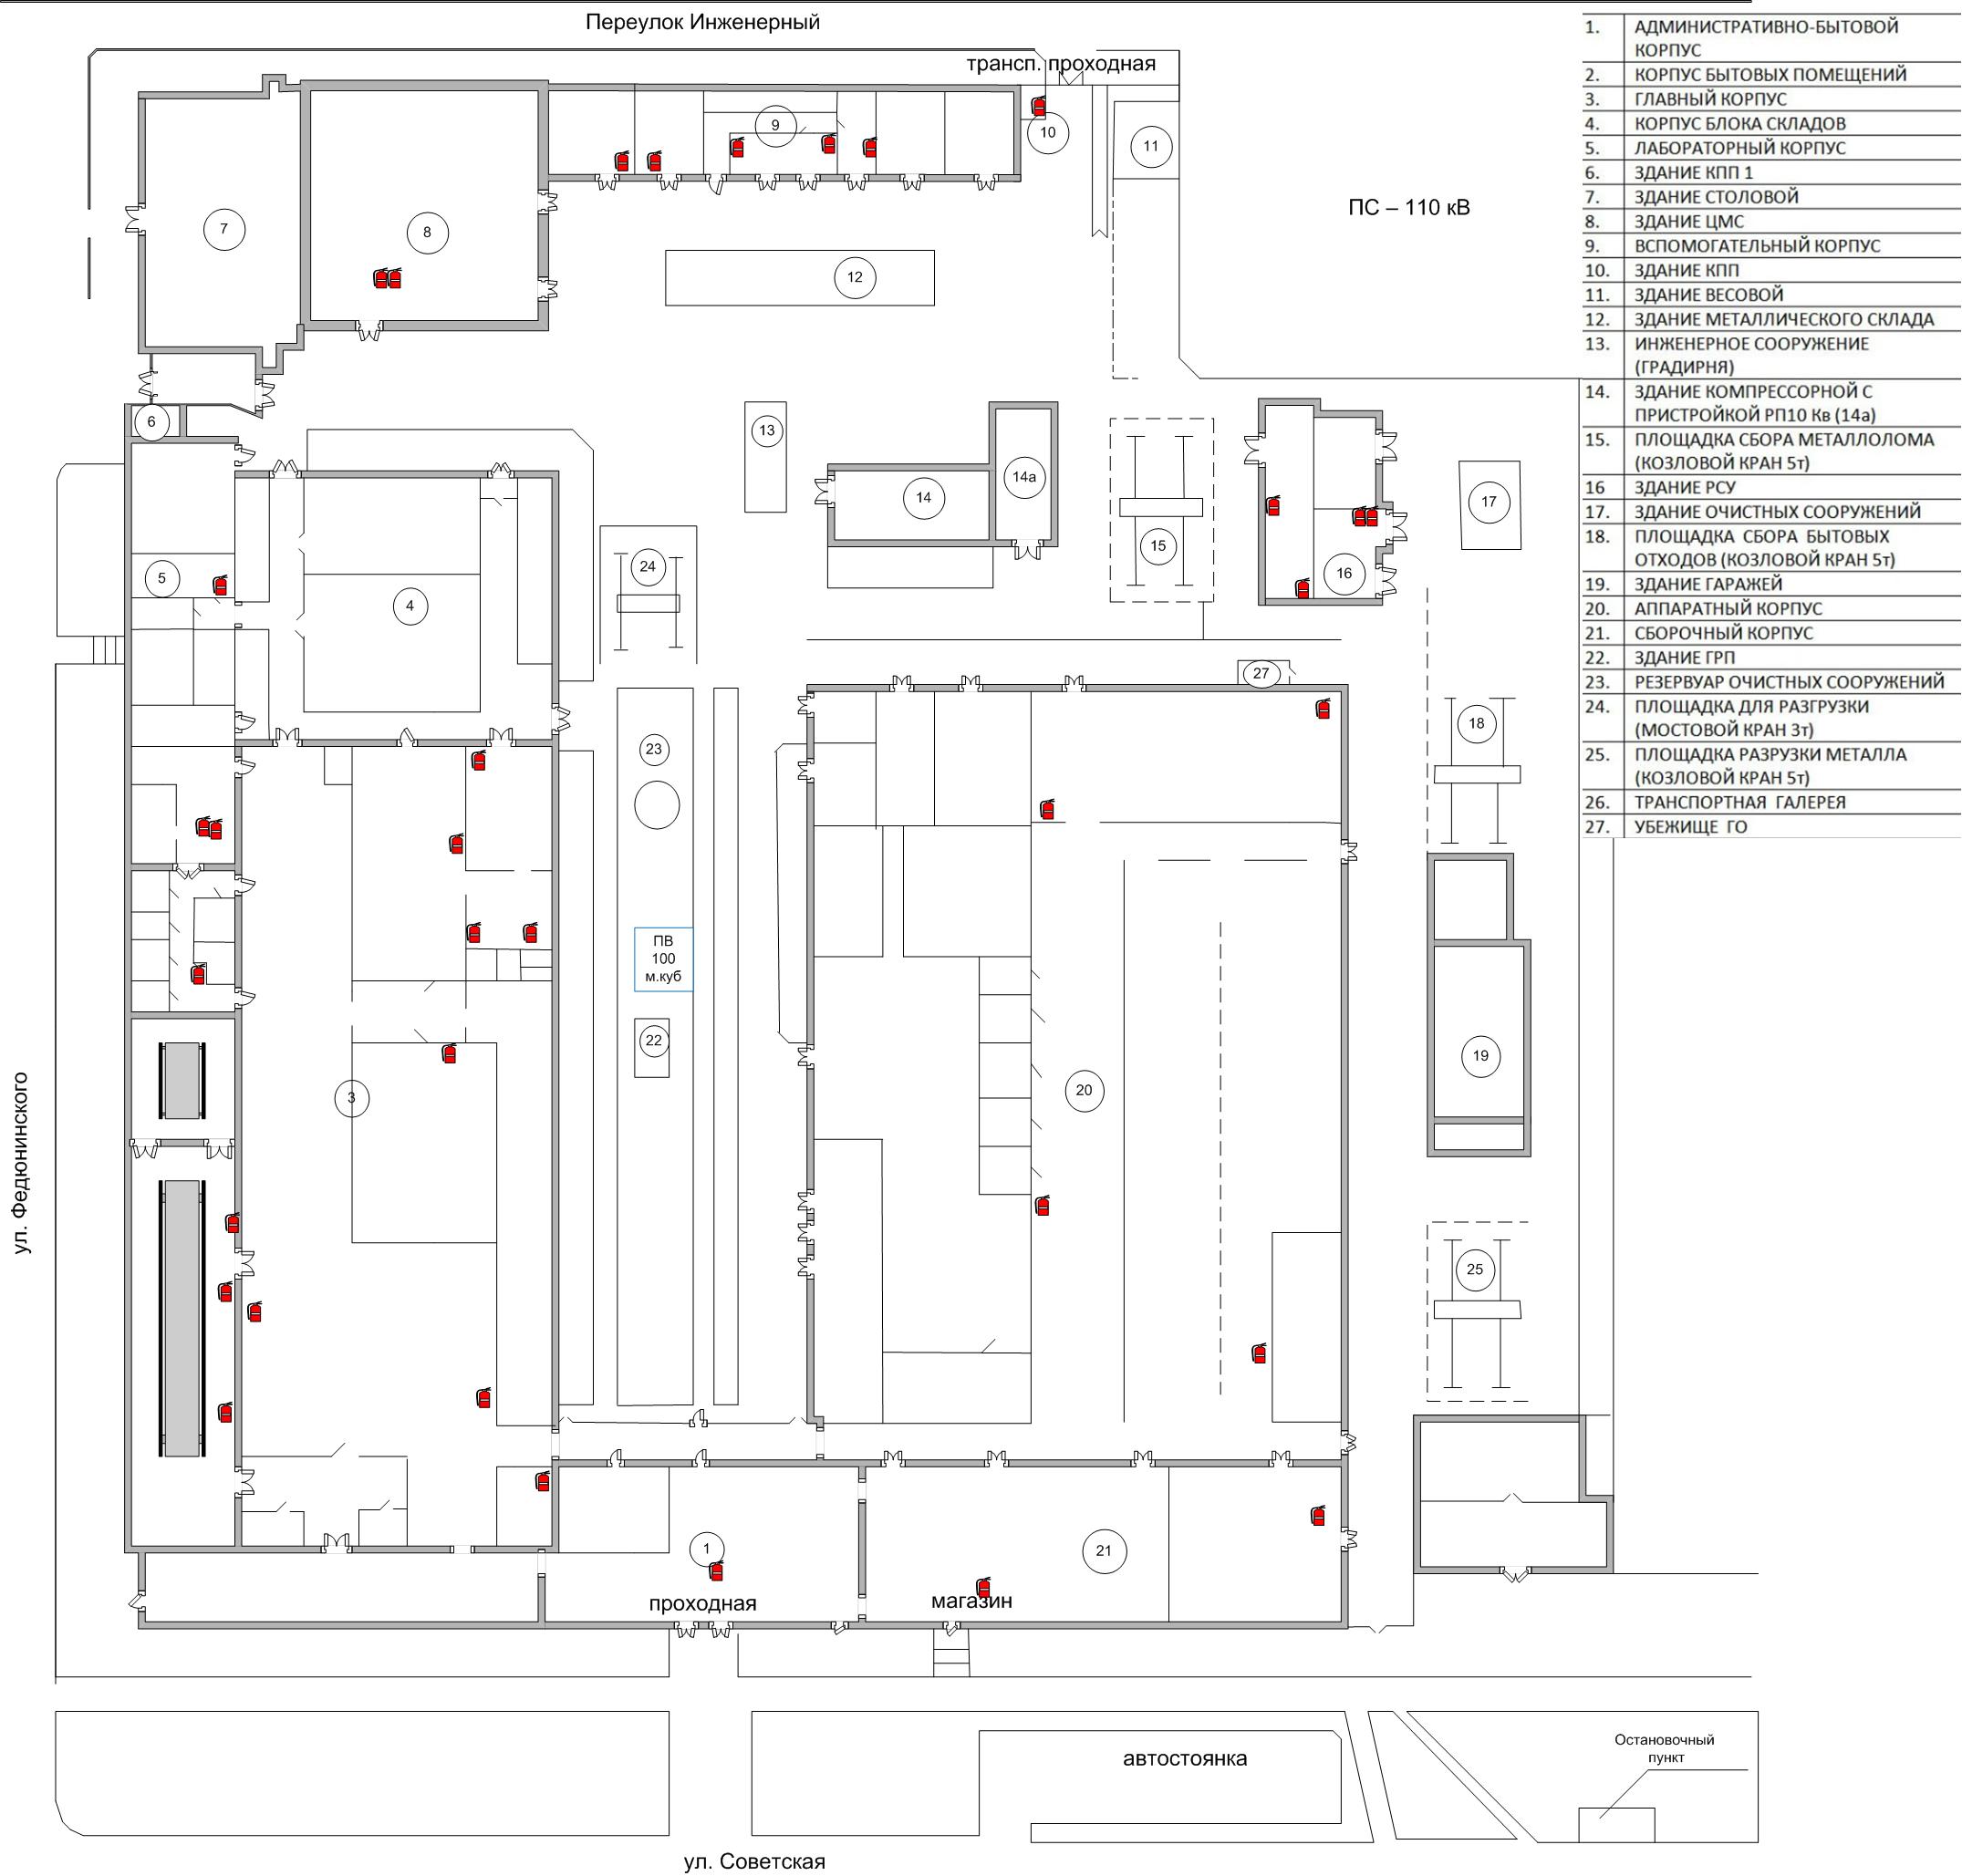 Переулок Инженерный
трансп. проходная
1. АДМИНИСТРАТИВНО-БЫТОВОЙ
КОРПУС
2. КОРПУС БЫТОВЫХ ПОМЕЩЕНИЙ
3. ГЛАВНЫЙ КОРПУС
4. КОРПУС БЛОКА СКЛАДОВ
5. ЛАБОРАТОРНЫЙ КОРПУС
6. ЗДАНИЕ КПП 1
7. ЗДАНИЕ СТОЛОВОЙ
8. ЗДАНИЕ ЦМС
9. ВСПОМОГАТЕЛЬНЫЙ КОРПУС
10. ЗДАНИЕ КПП
11. ЗДАНИЕ ВЕСОВОЙ
12. ЗДАНИЕ МЕТАЛЛИЧЕСКОГО СКЛАДА
13. ИНЖЕНЕРНОЕ СООРУЖЕНИЕ
(ГРАДИРНЯ)
14. ЗДАНИЕ КОМПРЕССОРНОЙ С
ПРИСТРОЙКОЙ РП10 Кв (14а)
15. ПЛОЩАДКА СБОРА МЕТАЛЛОЛОМА
(КОЗЛОВОЙ КРАН 5т)
16 ЗДАНИЕ РСУ
17. ЗДАНИЕ ОЧИСТНЫХ СООРУЖЕНИЙ
18. ПЛОЩАДКА СБОРА БЫТОВЫХ
ОТХОДОВ (КОЗЛОВОЙ КРАН 5т)
19. ЗДАНИЕ ГАРАЖЕЙ
20. АППАРАТНЫЙ КОРПУС
21. СБОРОЧНЫЙ КОРПУС
22. ЗДАНИЕ ГРП
23. РЕЗЕРВУАР ОЧИСТНЫХ СООРУЖЕНИЙ
24. ПЛОЩАДКА ДЛЯ РАЗГРУЗКИ
(МОСТОВОЙ КРАН 3т)
25. ПЛОЩАДКА РАЗРУЗКИ МЕТАЛЛА
(КОЗЛОВОЙ КРАН 5т)
26. ТРАНСПОРТНАЯ ГАЛЕРЕЯ
27. УБЕЖИЩЕ ГО
9
10
11
ПС – 110 кВ
7
8
12
6
13
14
14а
15
16
17
5
4
24
27
18
23
ПВ
100
м.куб
22
3
20
19
ул. Федюнинского
25
1
21
проходная
магазин
автостоянка
Остановочный
пункт
ул. Советская